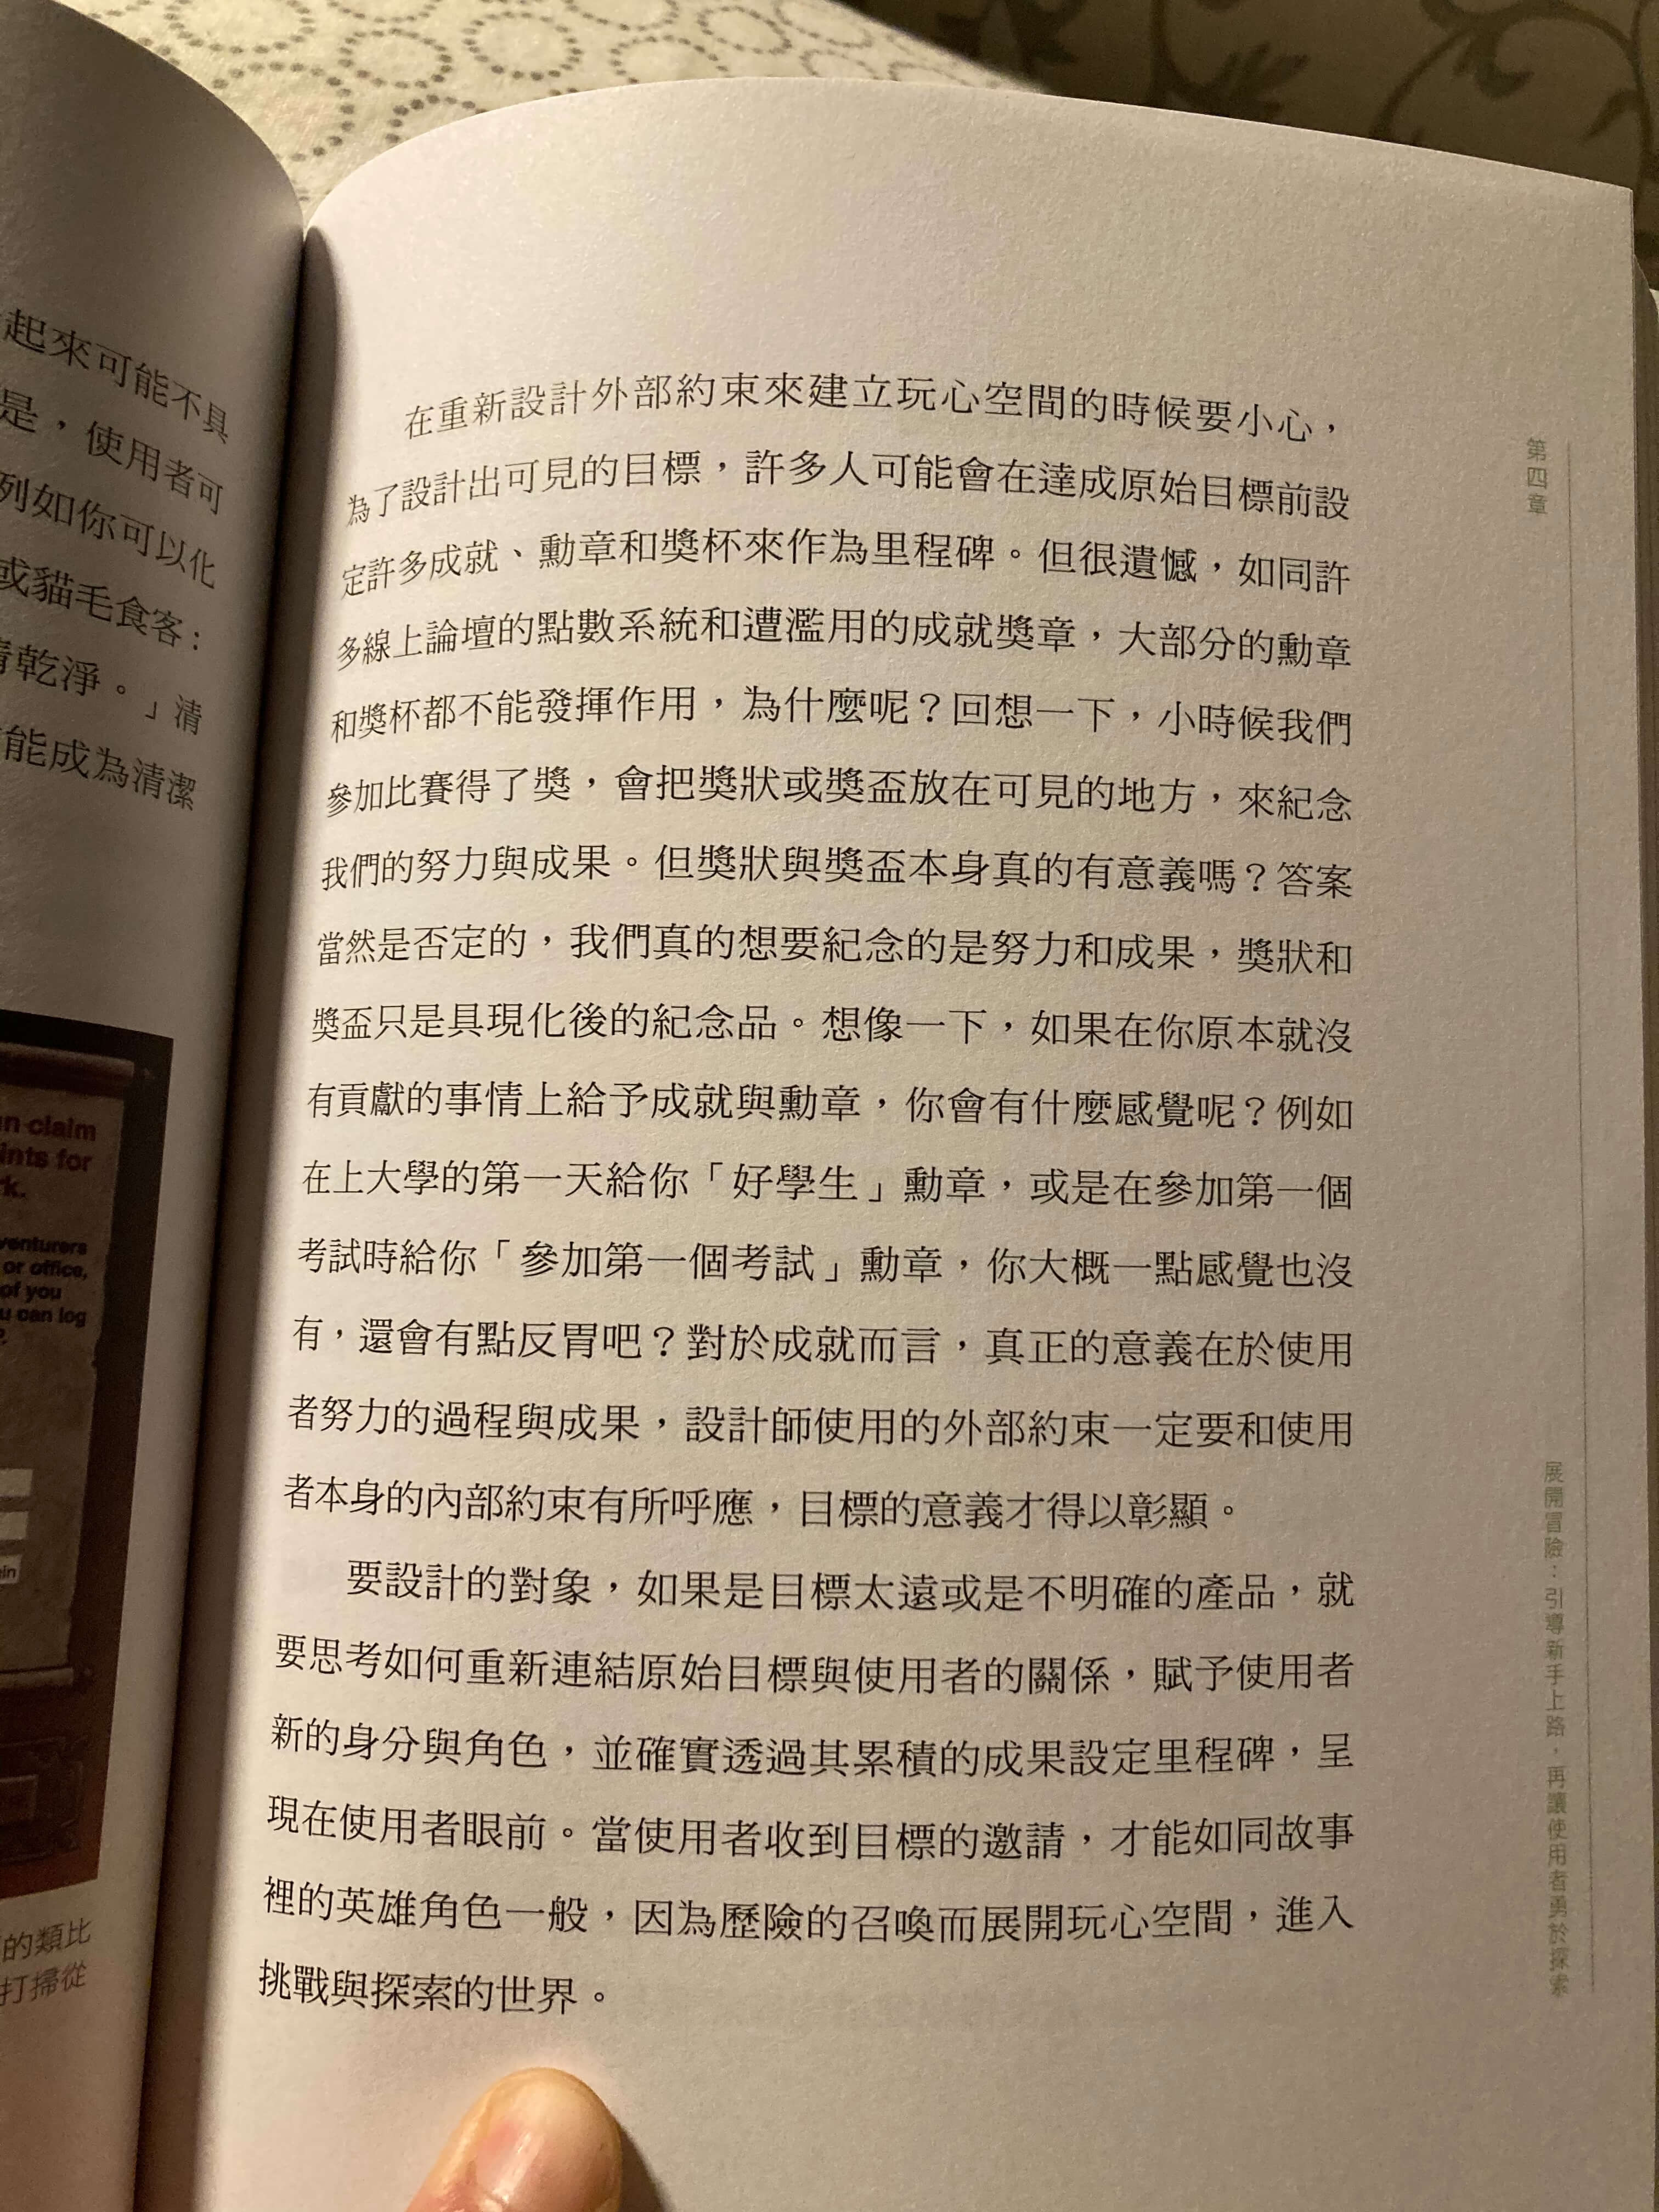 起來可能不具
是，使用者可
列如你可以化
或貓毛食客：
乾淨。」清
能成為清潔
n claim
ints for
k.
venturers
or office,
of you
u can log
的類比
打掃從
在重新設計外部約束來建立玩心空間的時候要小心，
為了設計出可見的目標，許多人可能會在達成原始目標前設
定許多成就、勳章和獎杯來作為里程碑。但很遺憾，如同許
多線上論壇的點數系統和遭濫用的成就獎章，大部分的勳章
和獎杯都不能發揮作用，為什麼呢？回想一下，小時候我們
參加比賽得了獎，會把獎狀或獎盃放在可見的地方，來紀念
我們的努力與成果。但獎狀與獎盃本身真的有意義嗎？答案
當然是否定的，我們真的想要紀念的是努力和成果，獎狀和
獎盃只是具現化後的紀念品。想像一下，如果在你原本就沒
有貢獻的事情上給予成就與勳章，你會有什麼感覺呢？例如
在上大學的第一天給你「好學生」勳章，或是在參加第一個
考試時給你「參加第一個考試」勳章，你大概一點感覺也沒
有，還會有點反胃吧？對於成就而言，真正的意義在於使用
者努力的過程與成果，設計師使用的外部約束一定要和使用
者本身的內部約束有所呼應，目標的意義才得以彰顯。
要設計的對象，如果是目標太遠或是不明確的產品，就
要思考如何重新連結原始目標與使用者的關係，賦予使用者
新的身分與角色，並確實透過其累積的成果設定里程碑，呈
現在使用者眼前。當使用者收到目標的邀請，才能如同故事
裡的英雄角色一般，因為歷險的召喚而展開玩心空間，進入
挑戰與探索的世界。
第四章
展開冒險：引導新手上路，再讓使用者勇於探索